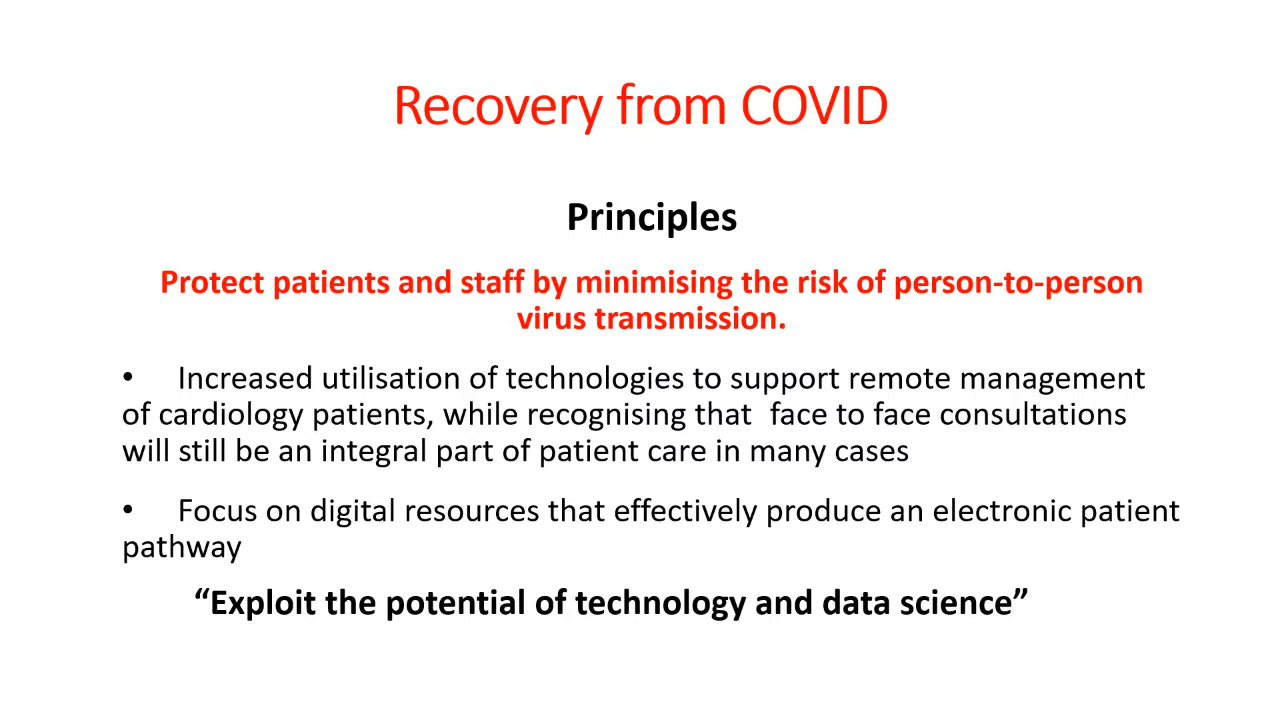 Recovery from COVID
Principles
Protect patients and staff by minimising the risk of person-to-person
virus transmission.
• Increased utilisation of technologies to support remote management
of cardiology patients, while recognising that  face to face consultations
will still be an integral part of patient care in many cases
• Focus on digital resources that effectively produce an electronic patient
pathway
“Exploit the potential of technology and data science”